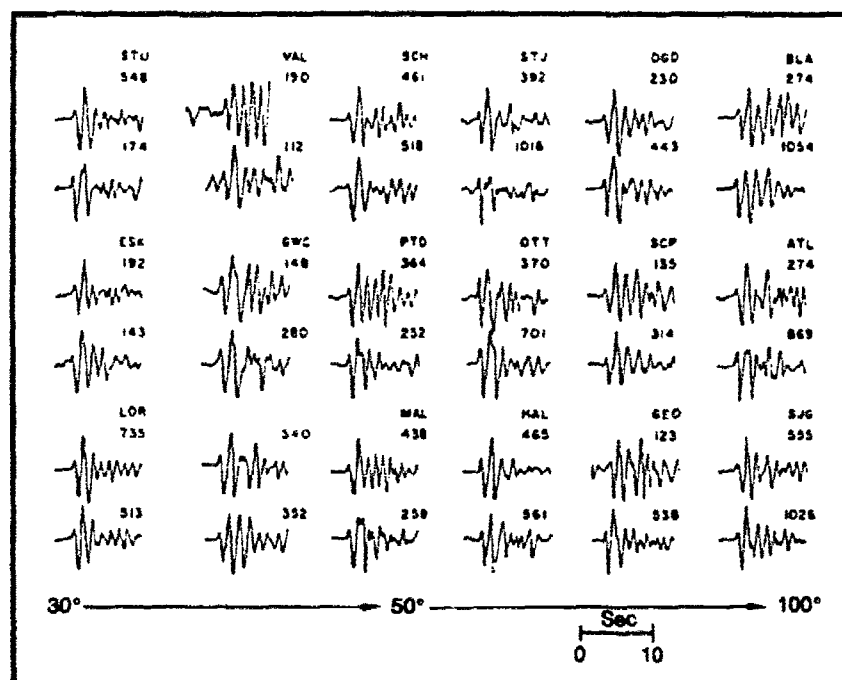 STU VAL SCH STJ OGD BLA
548 190 461 392 230 274
174 112 518 1016 443 1054
ESK GWC PTO OTT SCP ATL
192 148 364 370 135 274
143 280 252 701 314 869
LOR MAL HAL GEO SJG
735 340 438 465 123 555
513 352 258 561 538 1026
30° 50° 100°
Sec
0 10